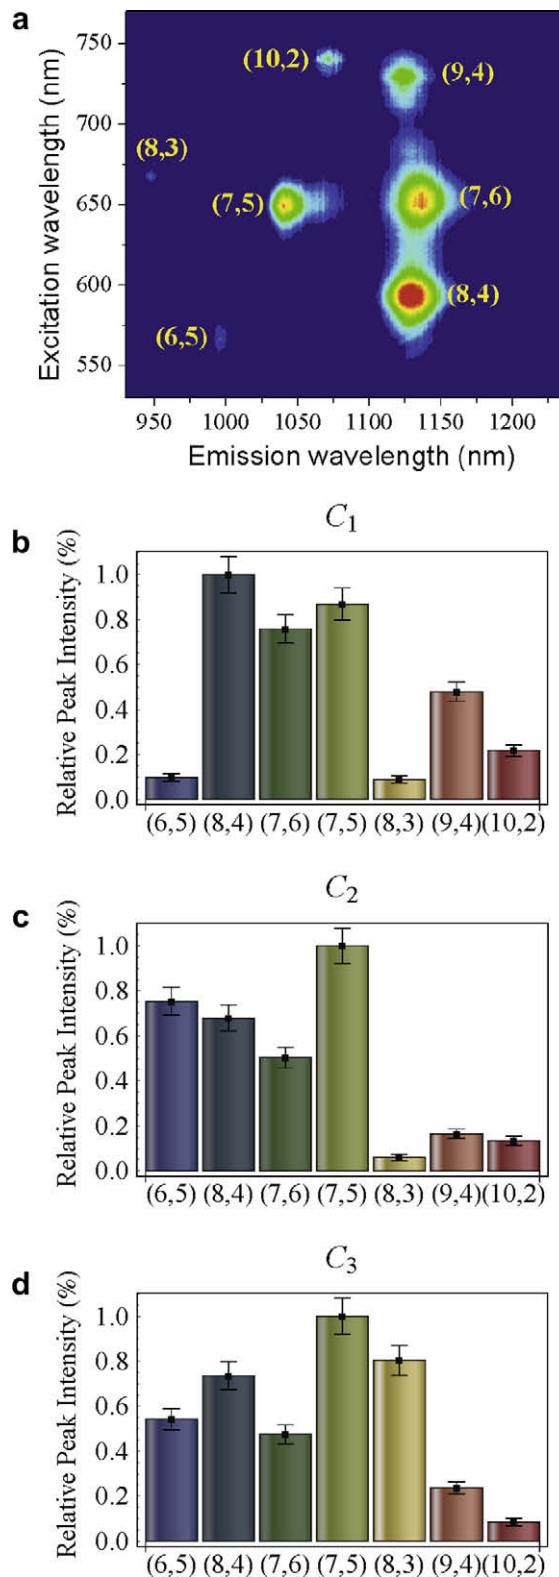 a
Excitation wavelength (nm)
750
700
650
600
550
(10,2)
(9,4)
(8,3)
(7,5)
(7,6)
(8,4)
(6,5)
950 1000 1050 1100 1150 1200
Emission wavelength (nm)
b
C1
Relative Peak Intensity (%)
1.0
0.8
0.6
0.4
0.2
0.0
(6,5) (8,4) (7,6) (7,5) (8,3) (9,4) (10,2)
c
C2
Relative Peak Intensity (%)
1.0
0.8
0.6
0.4
0.2
0.0
(6,5) (8,4) (7,6) (7,5) (8,3) (9,4) (10,2)
d
C3
Relative Peak Intensity (%)
1.0
0.8
0.6
0.4
0.2
0.0
(6,5) (8,4) (7,6) (7,5) (8,3) (9,4) (10,2)